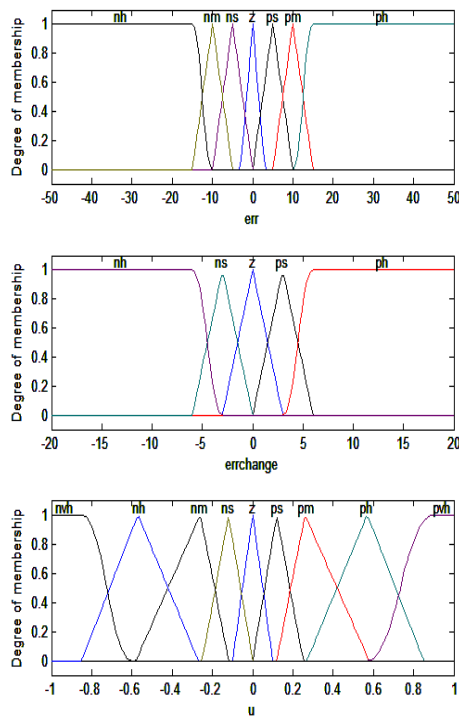 nh nm ns z ps pm ph
1
0.8
0.6
0.4
0.2
0
Degree of membership
-50 -40 -30 -20 -10 0 10 20 30 40 50
err
nh ns z ps ph
1
0.8
0.6
0.4
0.2
0
Degree of membership
-20 -15 -10 -5 0 5 10 15 20
errchange
nvh nh nm ns z ps pm ph pvh
1
0.8
0.6
0.4
0.2
0
Degree of membership
-1 -0.8 -0.6 -0.4 -0.2 0 0.2 0.4 0.6 0.8 1
u